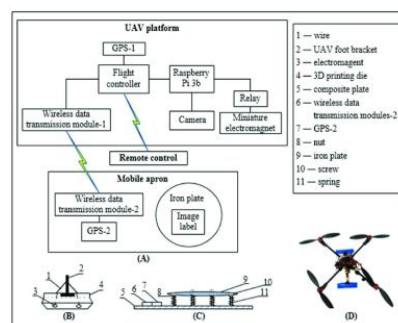 UAV platform
GPS-1
Flight
controller
Raspberry
Pi 3b
Relay
Wireless data
transmission module-1
Camera
Miniature
electromagnet
Remote control
Mobile apron
Wireless data
transmission module-2
GPS-2
Iron plate
Image
label
(A)
1 — wire
2 — UAV foot bracket
3 — electromagent
4 — 3D printing die
5 — composite plate
6 — wireless data
transmission modules-2
7 — GPS-2
8 — nut
9 — iron plate
10 — screw
11 — spring
1
2
3
4
(B)
5
6
7
8
9
10
11
(C)
(D)